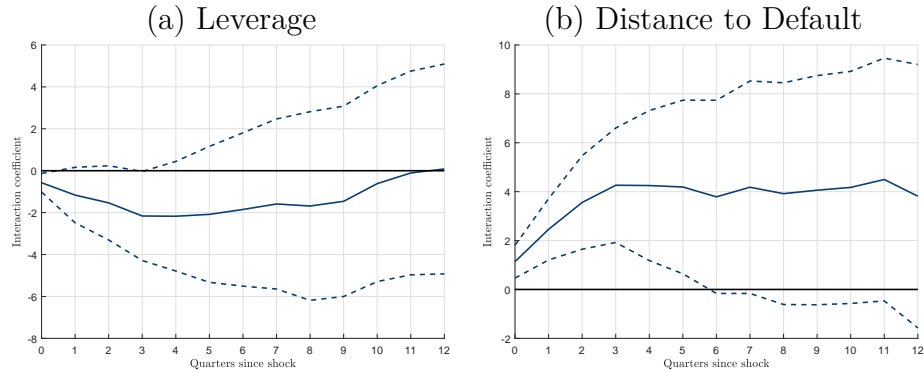 (a) Leverage
6
4
2
0
-2
-4
-6
-8
Interaction coefficient
0 1 2 3 4 5 6 7 8 9 10 11 12
Quarters since shock
(b) Distance to Default
10
8
6
4
2
0
-2
Interaction coefficient
0 1 2 3 4 5 6 7 8 9 10 11 12
Quarters since shock